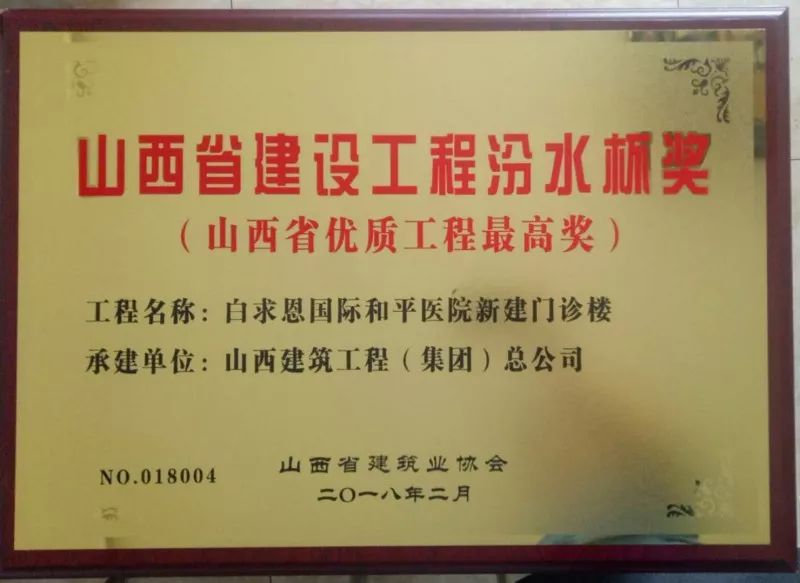 山西省建设工程汾水杯奖
（山西省优质工程最高奖）
工程名称：白求恩国际和平医院新建门诊楼
承建单位：山西建筑工程（集团）总公司
NO.018004
山西省建筑业协会
二〇一八年二月